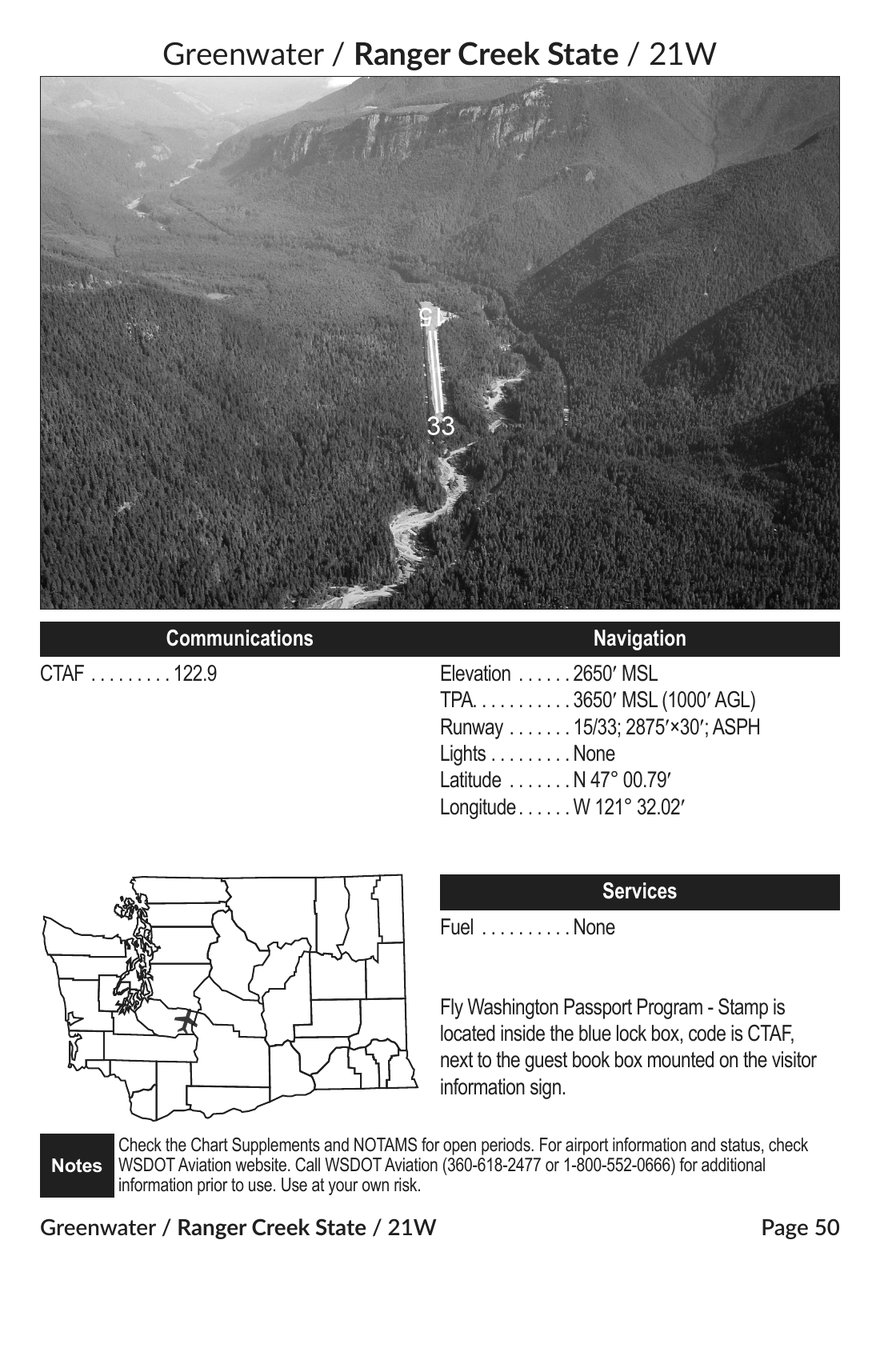 Greenwater / Ranger Creek State / 21W
15
33
Communications
CTAF . . . . . . . . . 122.9
Navigation
Elevation . . . . . . 2650′ MSL
TPA. . . . . . . . . . . 3650′ MSL (1000′ AGL)
Runway . . . . . . . 15/33; 2875′×30′; ASPH
Lights . . . . . . . . . None
Latitude . . . . . . . N 47° 00.79′
Longitude . . . . . . W 121° 32.02′
Services
Fuel . . . . . . . . . . None
Fly Washington Passport Program - Stamp is
located inside the blue lock box, code is CTAF,
next to the guest book box mounted on the visitor
information sign.
Notes
Check the Chart Supplements and NOTAMS for open periods. For airport information and status, check
WSDOT Aviation website. Call WSDOT Aviation (360-618-2477 or 1-800-552-0666) for additional
information prior to use. Use at your own risk.
Greenwater / Ranger Creek State / 21W
Page 50